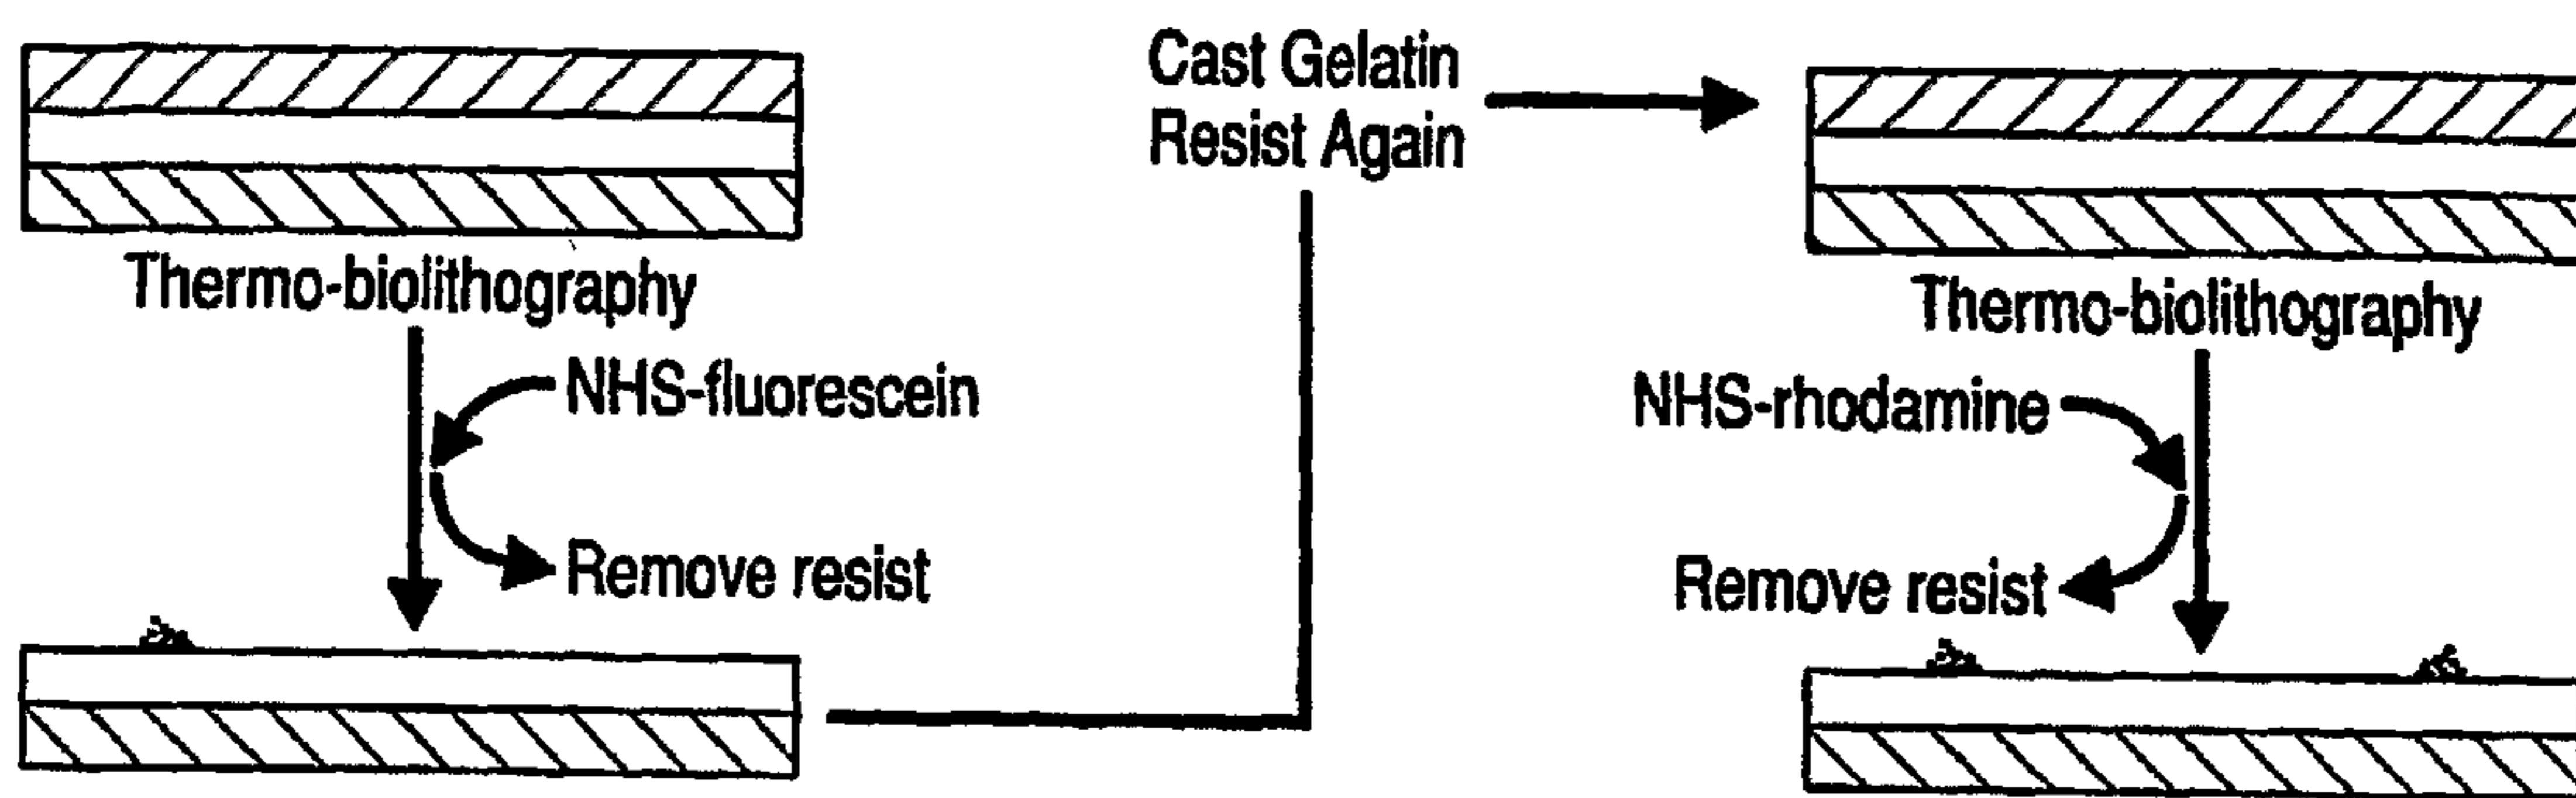 Thermo-biolithography
NHS-fluorescein
Remove resist
Cast Gelatin
Resist Again
Thermo-biolithography
NHS-rhodamine
Remove resist